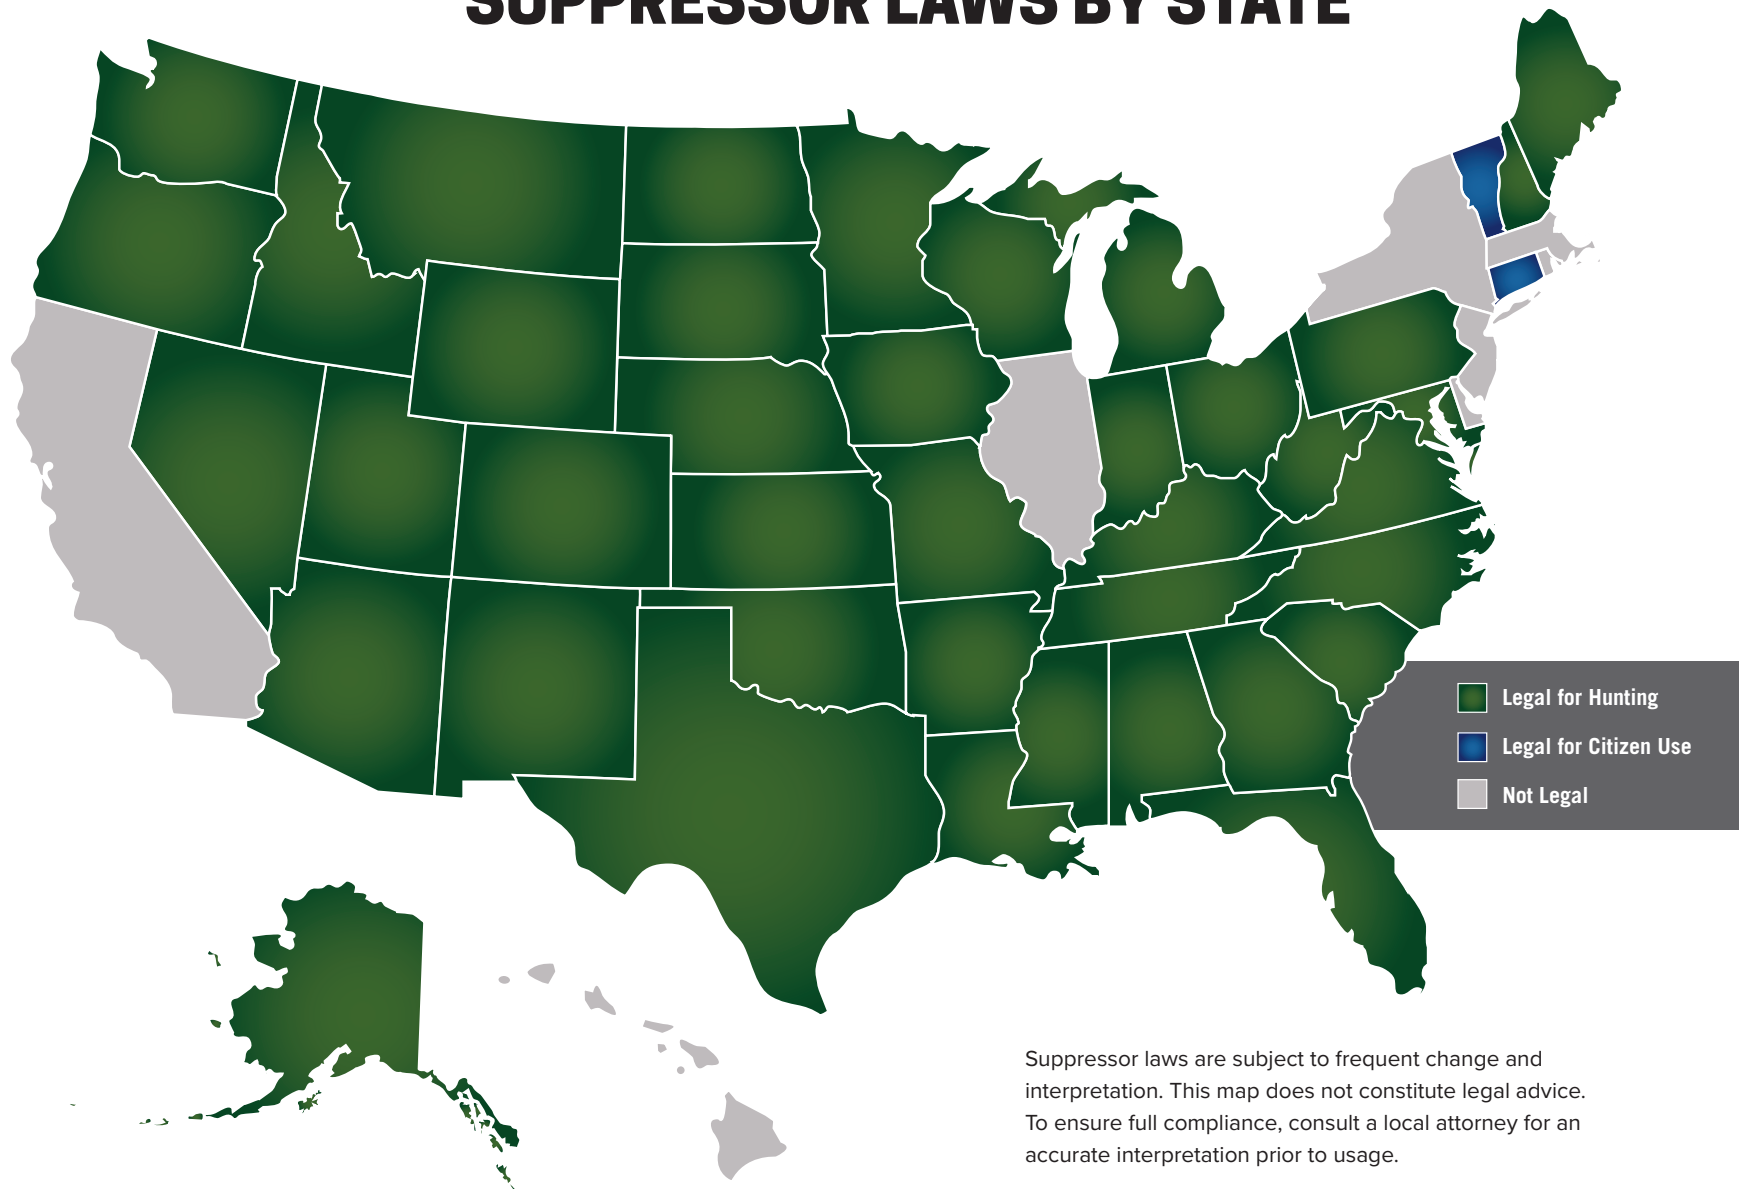 SUPPRESSOR LAWS BY STATE
Legal for Hunting
Legal for Citizen Use
Not Legal
Suppressor laws are subject to frequent change and
interpretation. This map does not constitute legal advice.
To ensure full compliance, consult a local attorney for an
accurate interpretation prior to usage.